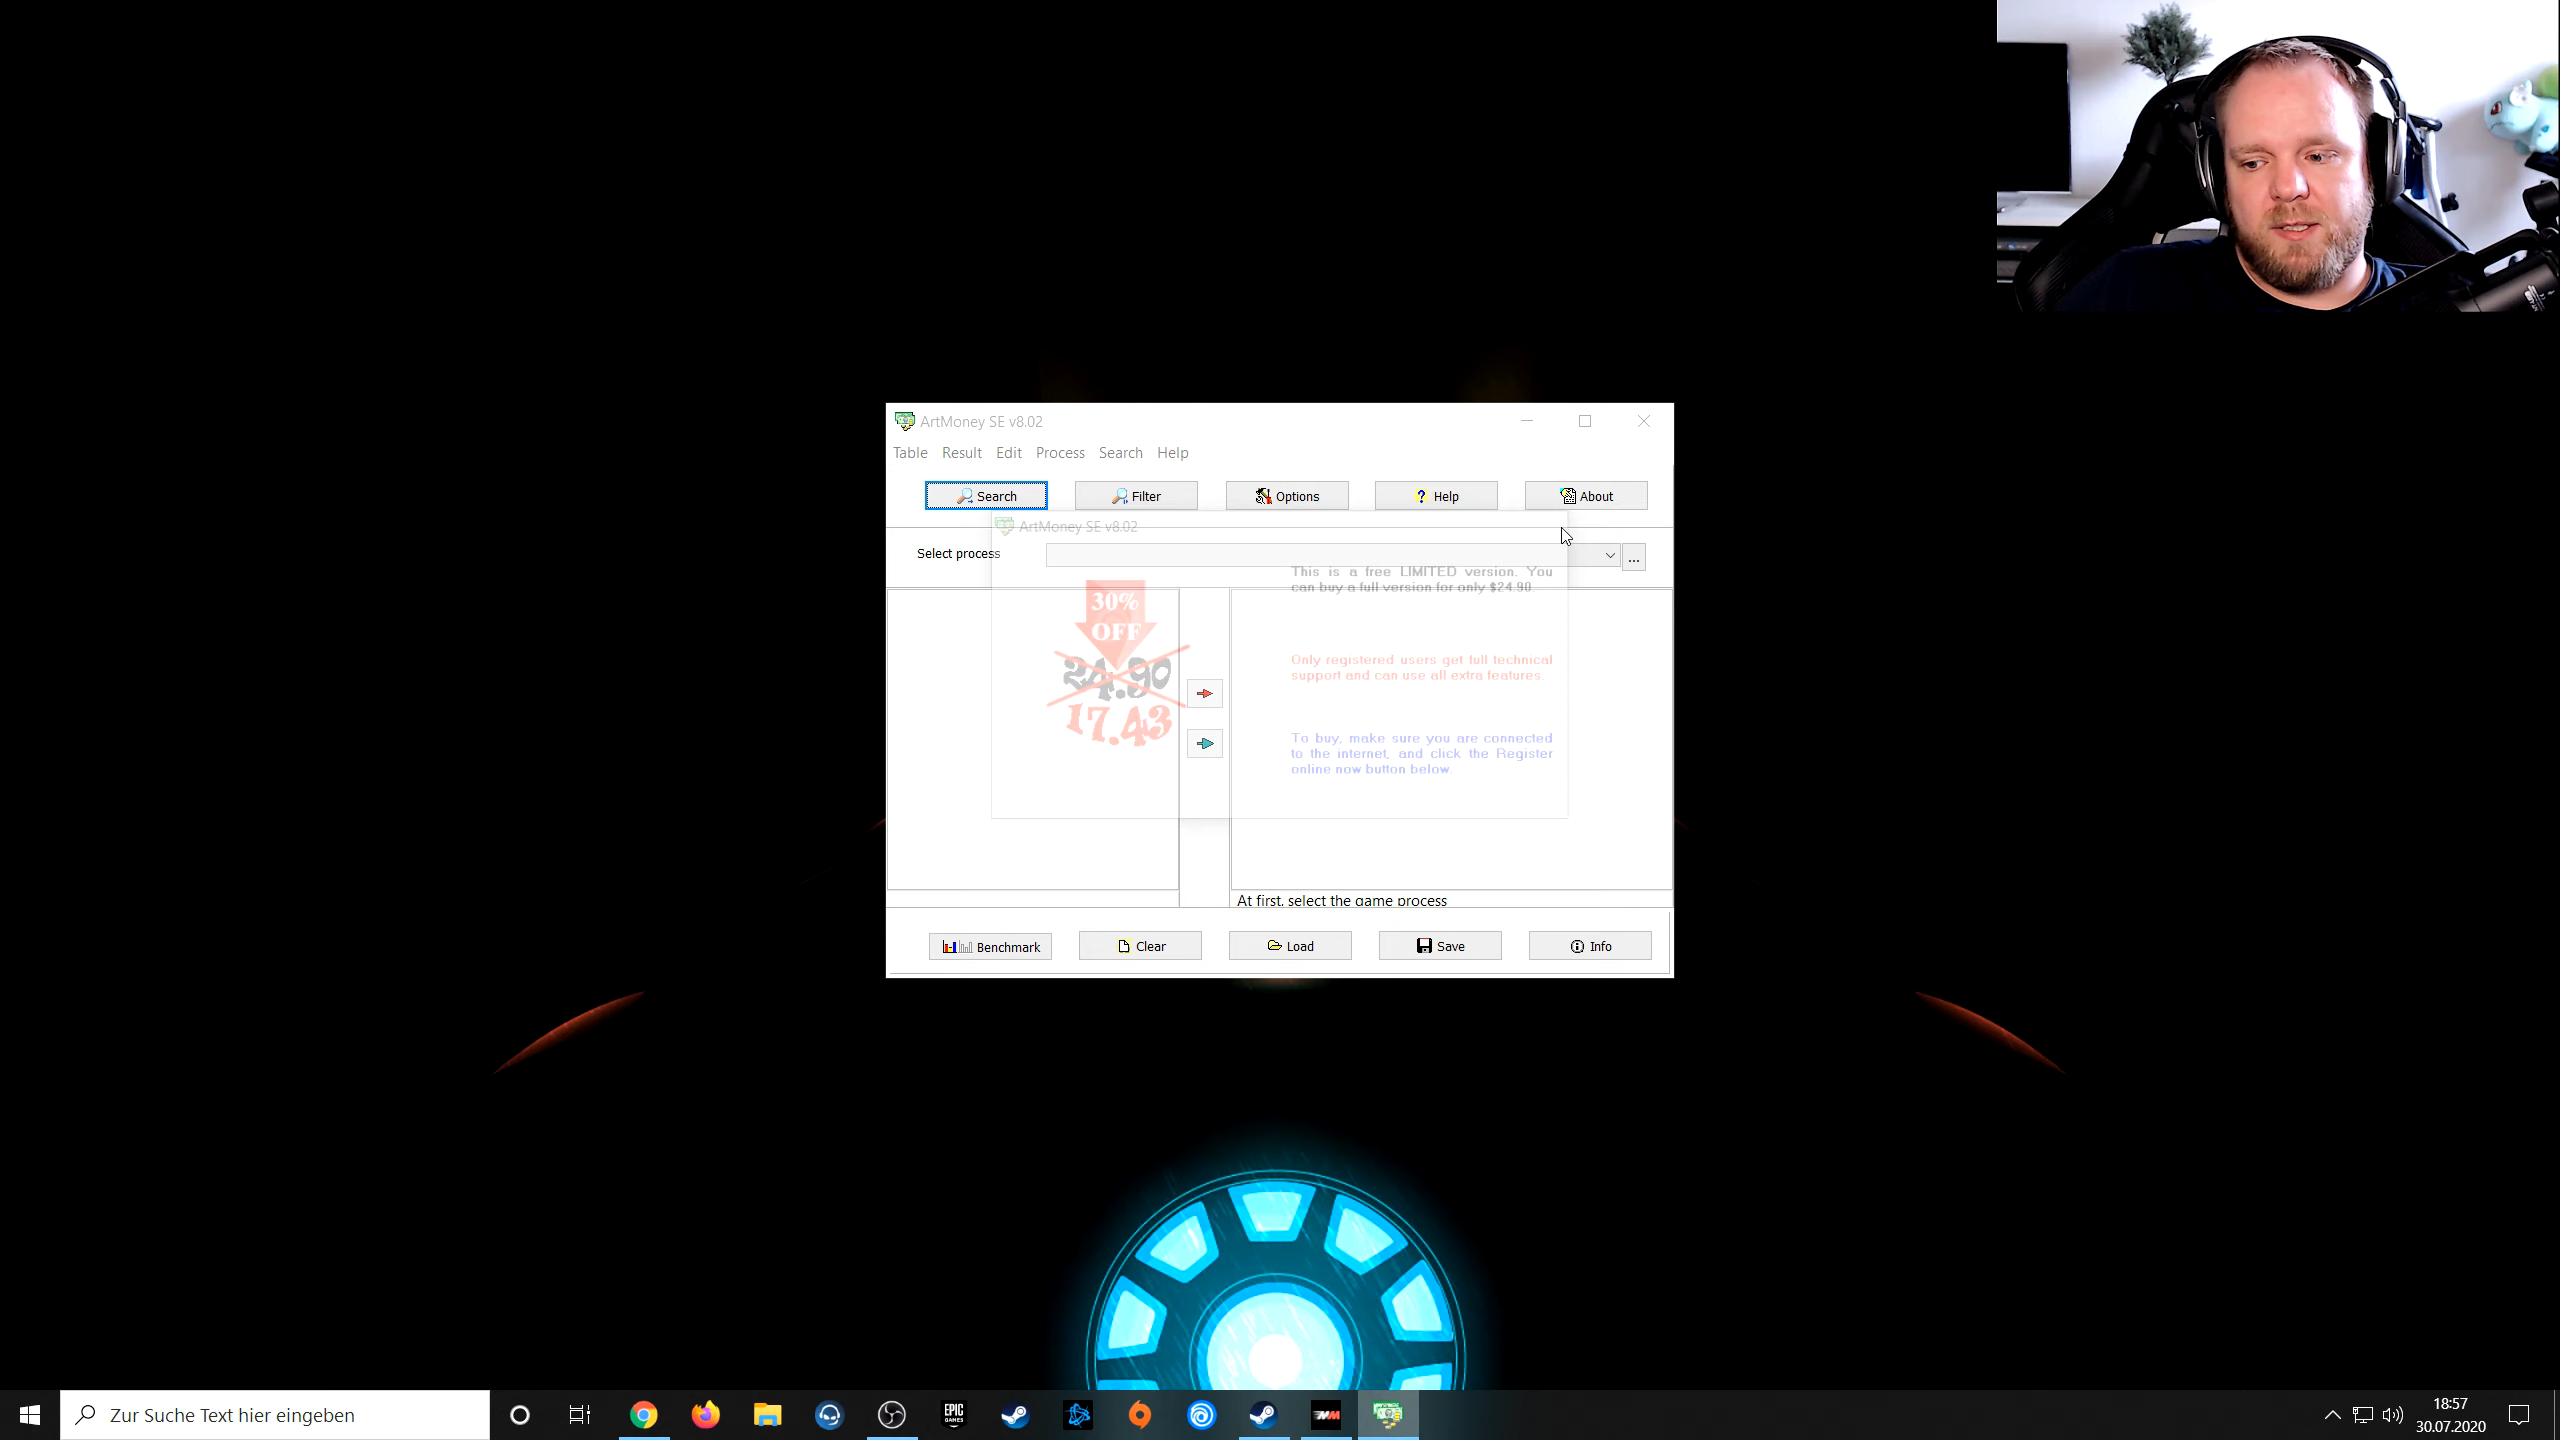 ArtMoney SE v8.02
Table Result Edit Process Search Help
Search Filter Options Help About
ArtMoney SE v8.02
Select process
...
This is a free LIMITED version. You
can buy a full version for only $24.90.
30%
OFF
24.90
17.43
Only registered users get full technical
support and can use all extra features.
To buy, make sure you are connected
to the internet, and click the Register
online now button below.
At first, select the game process
Benchmark Clear Load Save Info
Zur Suche Text hier eingeben
EPIC
GAMES
18:57
30.07.2020